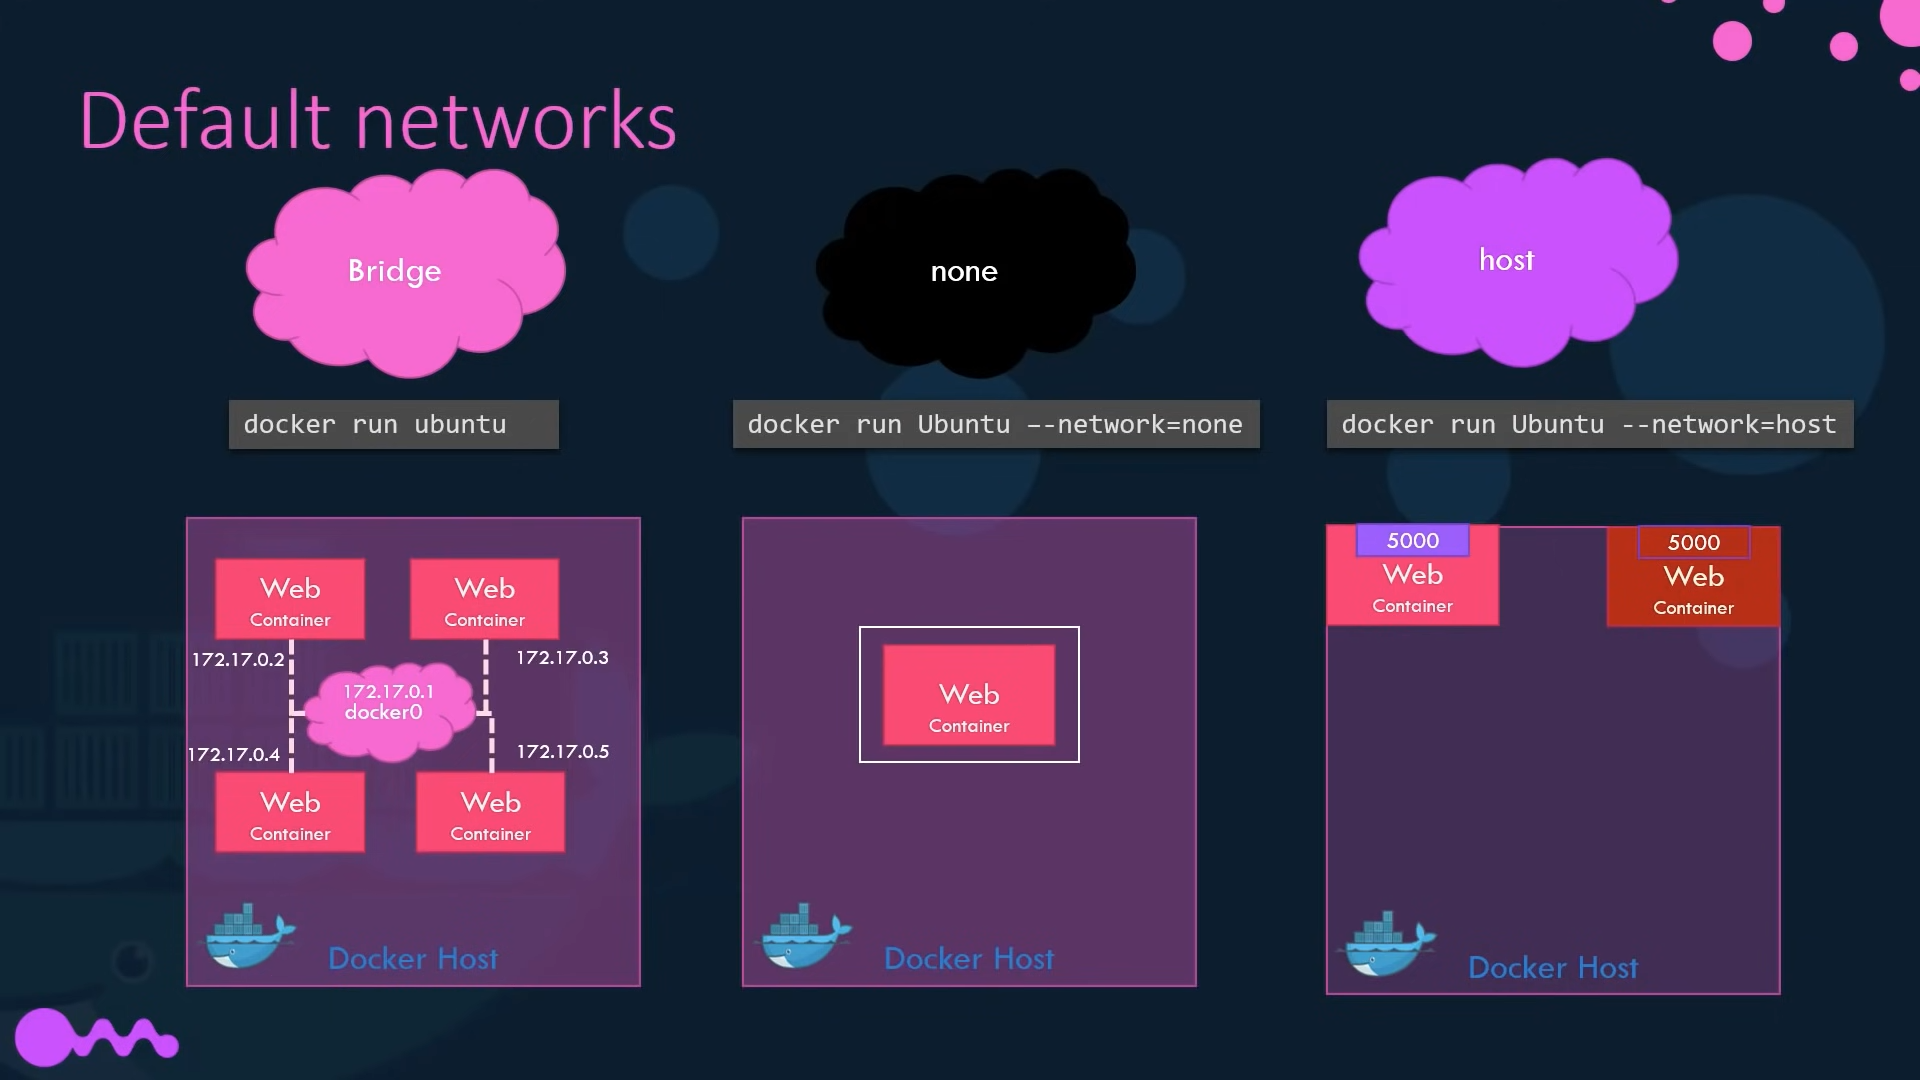 Default networks
Bridge
none
host
docker run ubuntu
docker run Ubuntu –-network=none
docker run Ubuntu --network=host
Web
Container
Web
Container
172.17.0.2
172.17.0.3
172.17.0.1
docker0
172.17.0.4
172.17.0.5
Web
Container
Web
Container
Docker Host
Web
Container
Docker Host
5000
Web
Container
5000
Web
Container
Docker Host